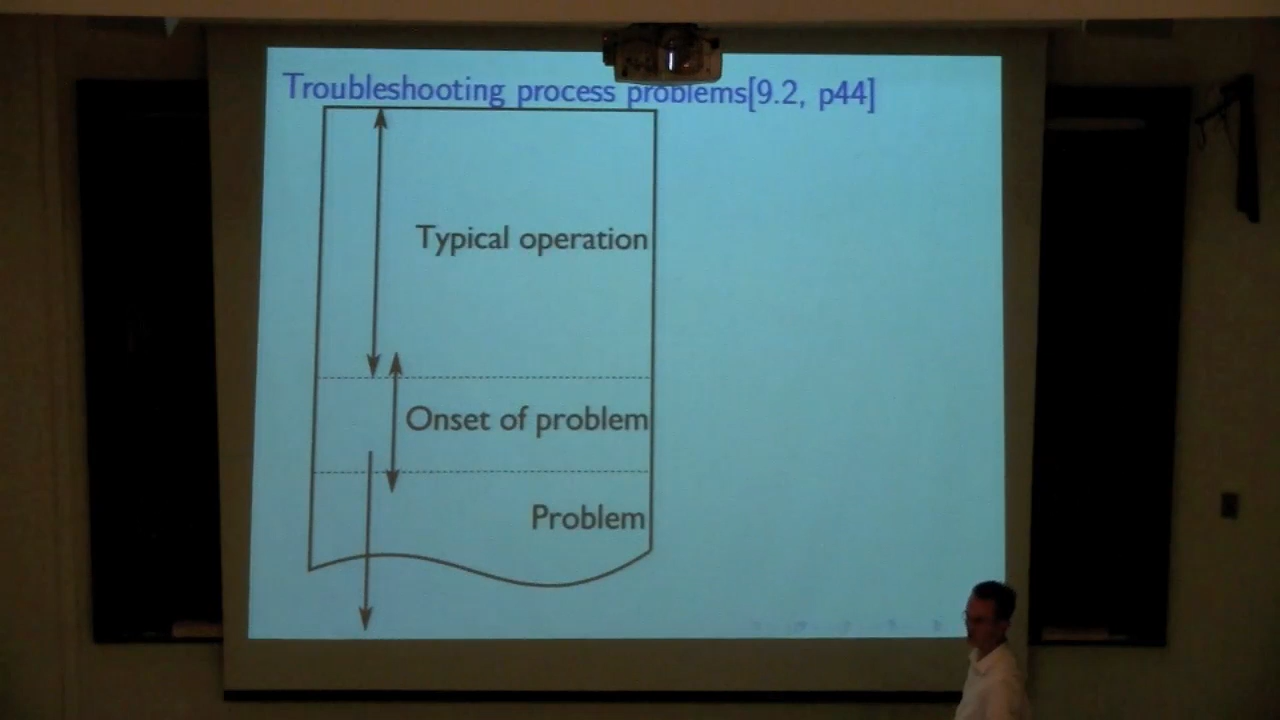 Troubleshooting process problems[9.2, p44]
Typical operation
Onset of problem
Problem